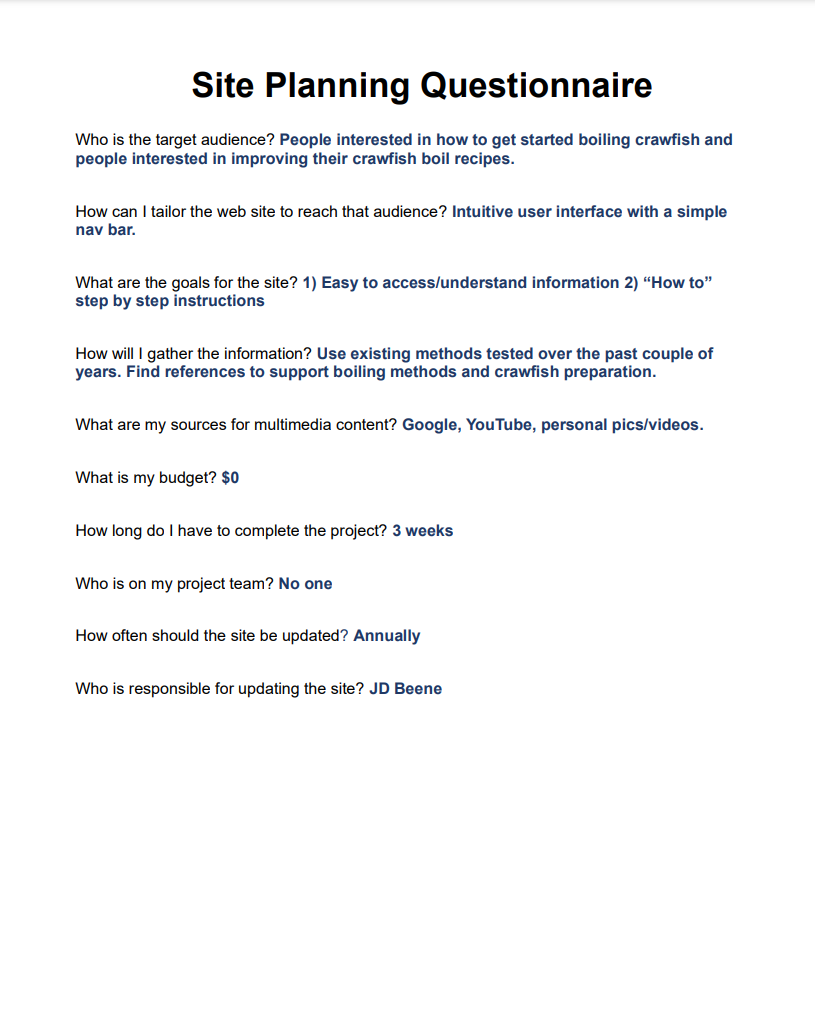 Site Planning Questionnaire
Who is the target audience? People interested in how to get started boiling crawfish and
people interested in improving their crawfish boil recipes.
How can I tailor the web site to reach that audience? Intuitive user interface with a simple
nav bar.
What are the goals for the site? 1) Easy to access/understand information 2) “How to”
step by step instructions
How will I gather the information? Use existing methods tested over the past couple of
years. Find references to support boiling methods and crawfish preparation.
What are my sources for multimedia content? Google, YouTube, personal pics/videos.
What is my budget? $0
How long do I have to complete the project? 3 weeks
Who is on my project team? No one
How often should the site be updated? Annually
Who is responsible for updating the site? JD Beene